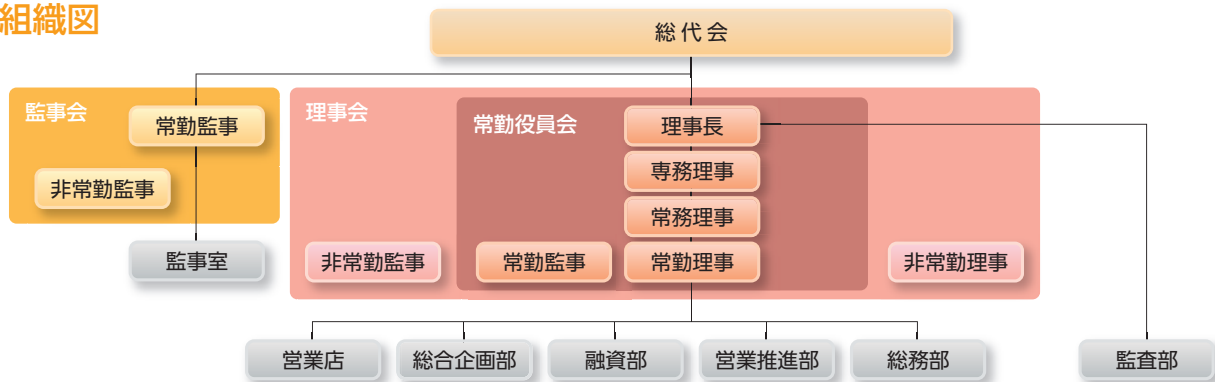 組織図
総代会
監事会
常勤監事
非常勤監事
監事室
理事会
常勤役員会
理事長
専務理事
常務理事
非常勤監事
常勤監事
常勤理事
非常勤理事
営業店
総合企画部
融資部
営業推進部
総務部
監査部